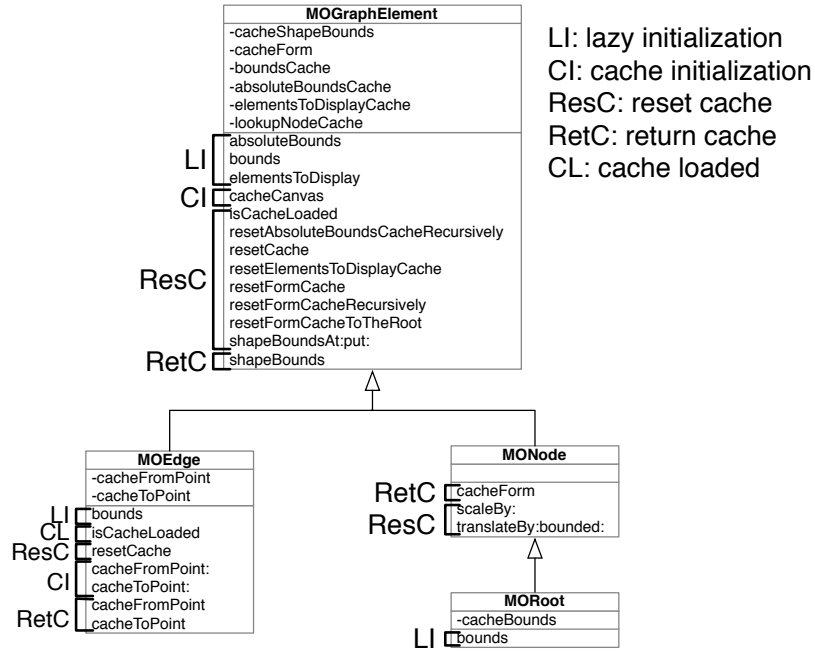 MOGraphElement
-cacheShapeBounds
-cacheForm
-boundsCache
-absoluteBoundsCache
-elementsToDisplayCache
-lookupNodeCache
LI: lazy initialization
CI: cache initialization
ResC: reset cache
RetC: return cache
CL: cache loaded
LI
absoluteBounds
bounds
elementsToDisplay
CI
cacheCanvas
ResC
isCacheLoaded
resetAbsoluteBoundsCacheRecursively
resetCache
resetElementsToDisplayCache
resetFormCache
resetFormCacheRecursively
resetFormCacheToTheRoot
shapeBoundsAt:put:
RetC
shapeBounds
MOEdge
-cacheFromPoint
-cacheToPoint
LI
bounds
CL
isCacheLoaded
ResC
resetCache
CI
cacheFromPoint:
cacheToPoint:
RetC
cacheFromPoint
cacheToPoint
MONode
RetC
cacheForm
ResC
scaleBy:
translateBy:bounded:
MORoot
-cacheBounds
LI
bounds